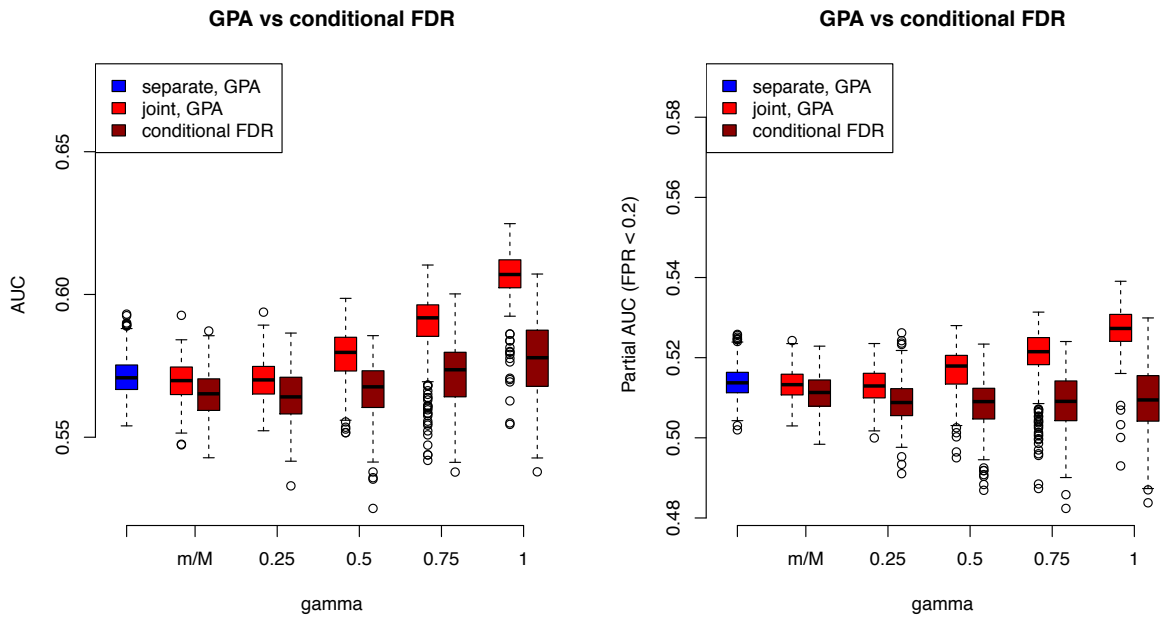 GPA vs conditional FDR
separate, GPA
joint, GPA
conditional FDR
AUC
0.65
0.60
0.55
m/M 0.25 0.5 0.75 1
gamma
GPA vs conditional FDR
separate, GPA
joint, GPA
conditional FDR
Partial AUC (FPR < 0.2)
0.58
0.56
0.54
0.52
0.50
0.48
m/M 0.25 0.5 0.75 1
gamma